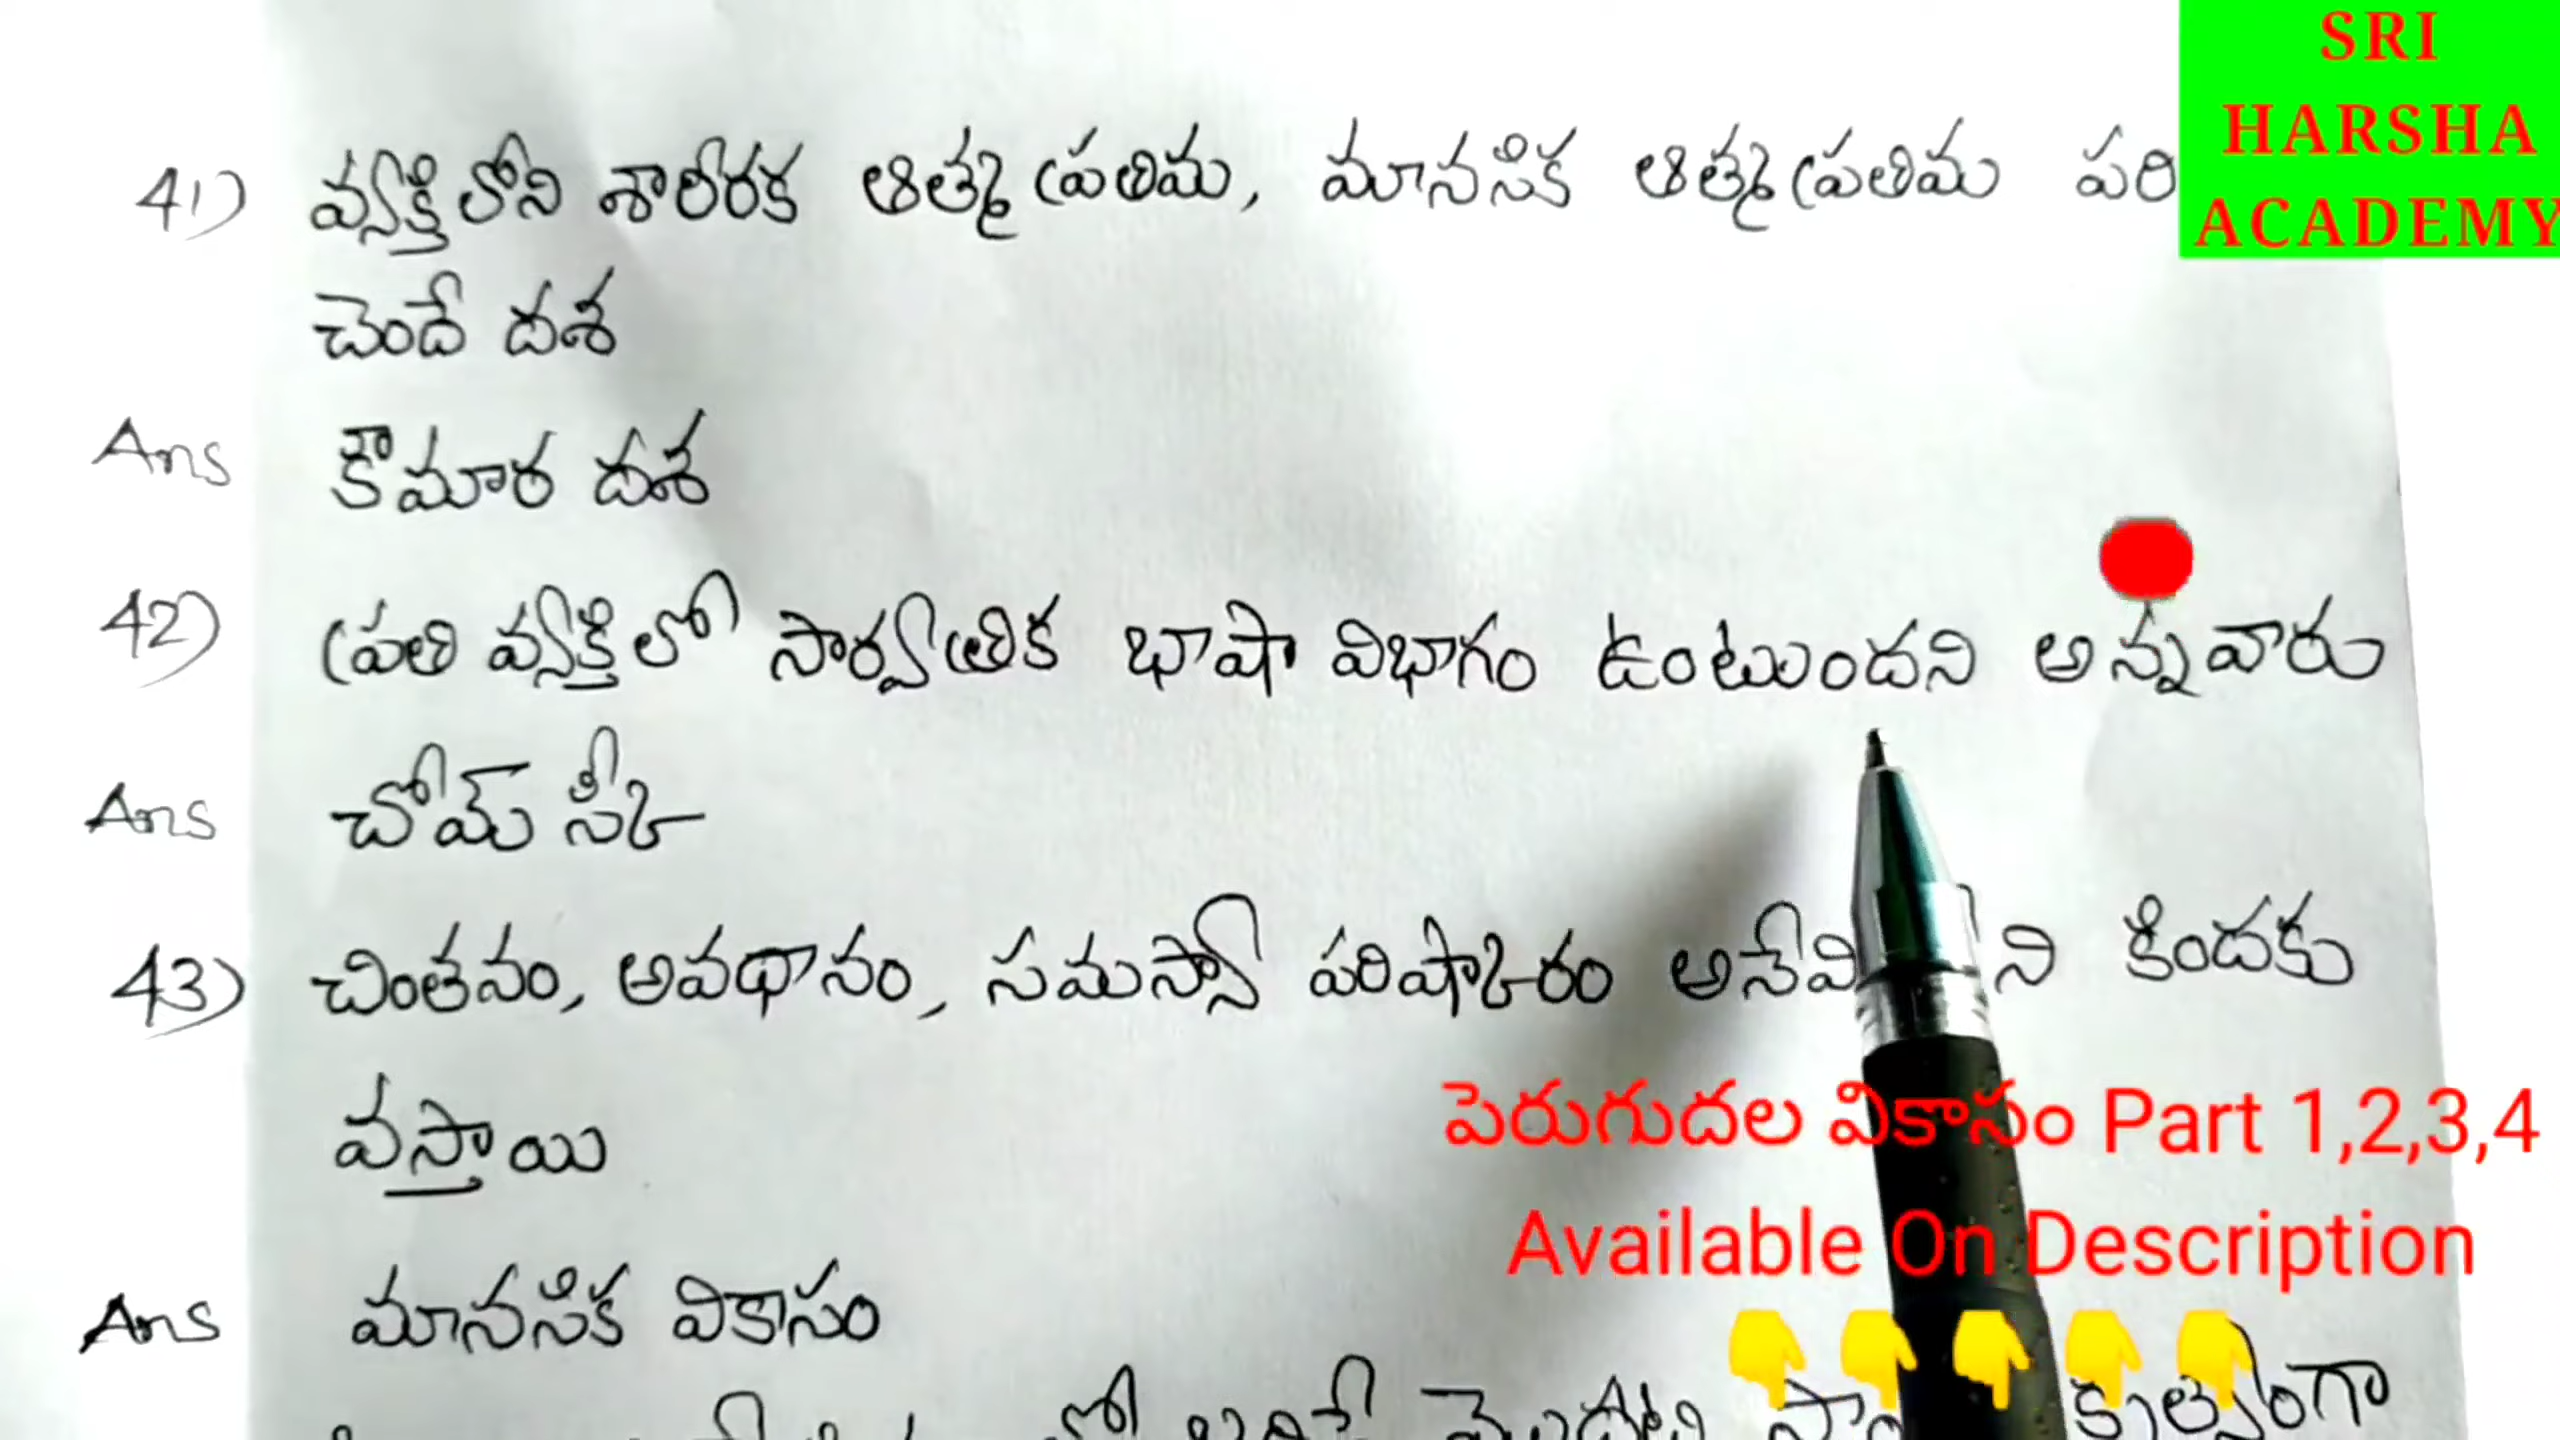 SRI
HARSHA
ACADEMY
41) వ్యక్తిలోని శారీరక ఆత్మప్రతిమ, మానసిక ఆత్మప్రతిమ పరి
చెందే దశ
Ans కౌమార దశ
42) ప్రతి వ్యక్తిలో సార్వత్రిక భాషా విభాగం ఉంటుందని అన్నవారు
Ans చోమ్ స్కీ
43) చింతనం, అవధానం, సమస్యా పరిష్కారం అనేవి ని కిందకు
వస్తాయి
పెరుగుదల వికాసం Part 1,2,3,4
Available On Description
Ans మానసిక వికాసం